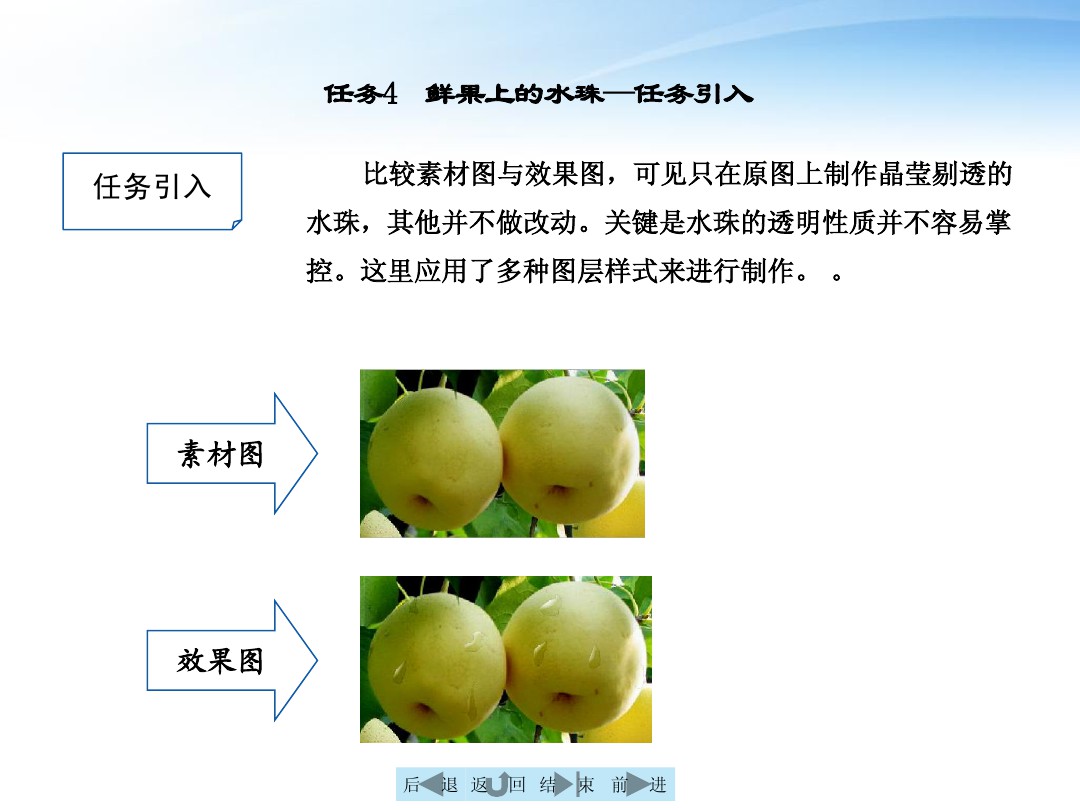 任务4 鲜果上的水珠—任务引入
任务引入
比较素材图与效果图，可见只在原图上制作晶莹剔透的
水珠，其他并不做改动。关键是水珠的透明性质并不容易掌
控。这里应用了多种图层样式来进行制作。 。
素材图
效果图
后退 返回 结束 前进